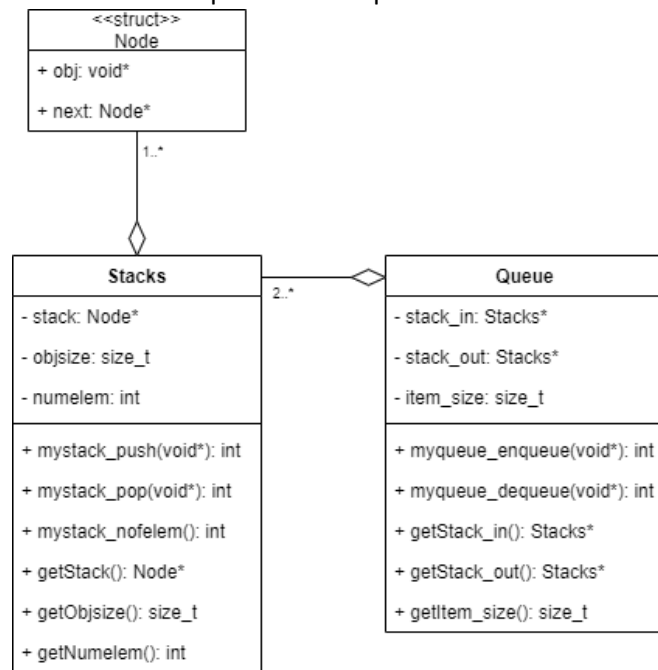 <<struct>>
Node
+ obj: void*
+ next: Node*
1..*
Stacks
- stack: Node*
- objsize: size_t
- numelem: int
+ mystack_push(void*): int
+ mystack_pop(void*): int
+ mystack_nofelem(): int
+ getStack(): Node*
+ getObjsize(): size_t
+ getNumelem(): int
2..*
Queue
- stack_in: Stacks*
- stack_out: Stacks*
- item_size: size_t
+ myqueue_enqueue(void*): int
+ myqueue_dequeue(void*): int
+ getStack_in(): Stacks*
+ getStack_out(): Stacks*
+ getItem_size(): size_t